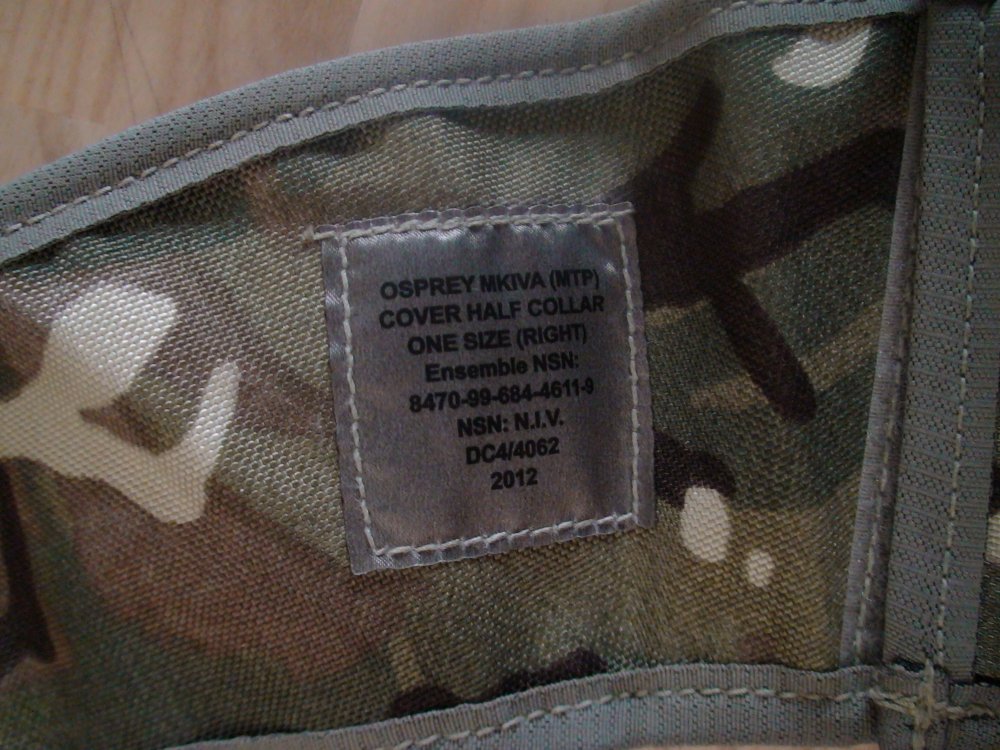 OSPREY MKIVA (MTP)
COVER HALF COLLAR
ONE SIZE (RIGHT)
Ensemble NSN:
8470-99-684-4611-9
NSN: N.I.V.
DC4/4062
2012